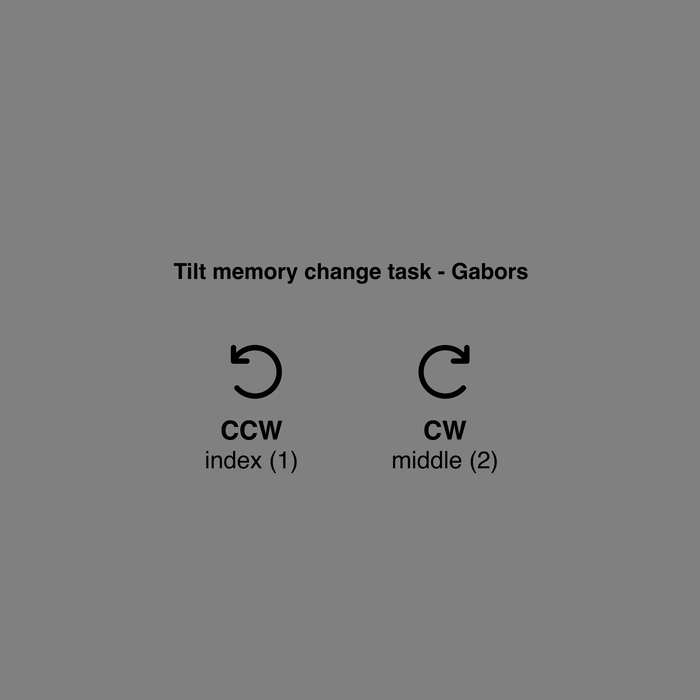 Tilt memory change task - Gabors
CCW CW
index (1) middle (2)